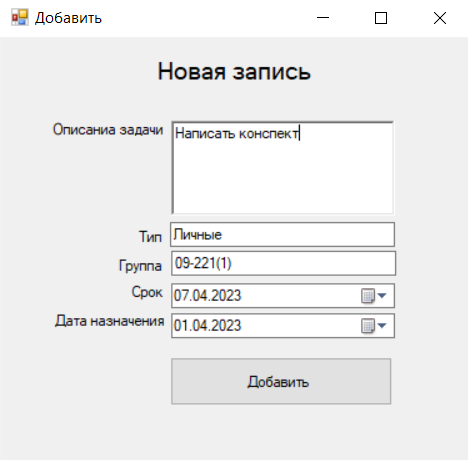 Добавить
Новая запись
Описаниа задачи
Написать конспект
Тип
Личные
Группа
09-221(1)
Срок
07.04.2023
Дата назначения
01.04.2023
Добавить